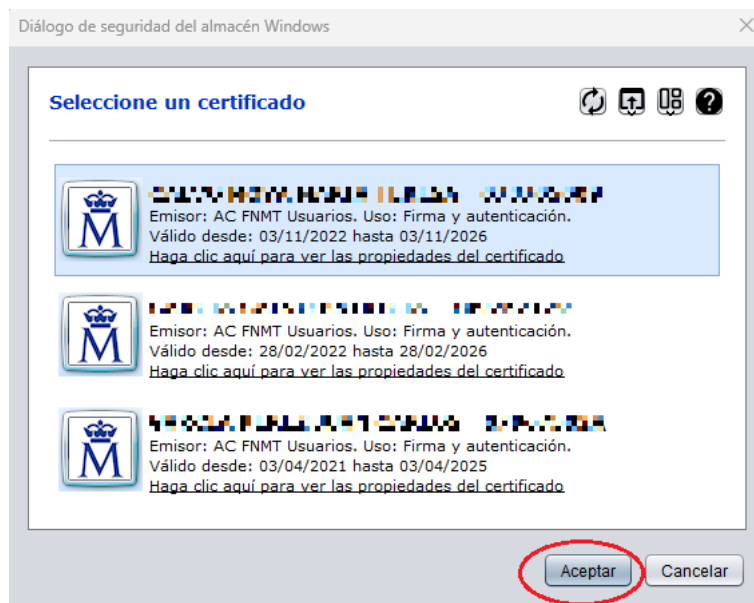 Diálogo de seguridad del almacén Windows
Seleccione un certificado
Emisor: AC FNMT Usuarios. Uso: Firma y autenticación.
Válido desde: 03/11/2022 hasta 03/11/2026
Haga clic aquí para ver las propiedades del certificado
Emisor: AC FNMT Usuarios. Uso: Firma y autenticación.
Válido desde: 28/02/2022 hasta 28/02/2026
Haga clic aquí para ver las propiedades del certificado
Emisor: AC FNMT Usuarios. Uso: Firma y autenticación.
Válido desde: 03/04/2021 hasta 03/04/2025
Haga clic aquí para ver las propiedades del certificado
Aceptar Cancelar